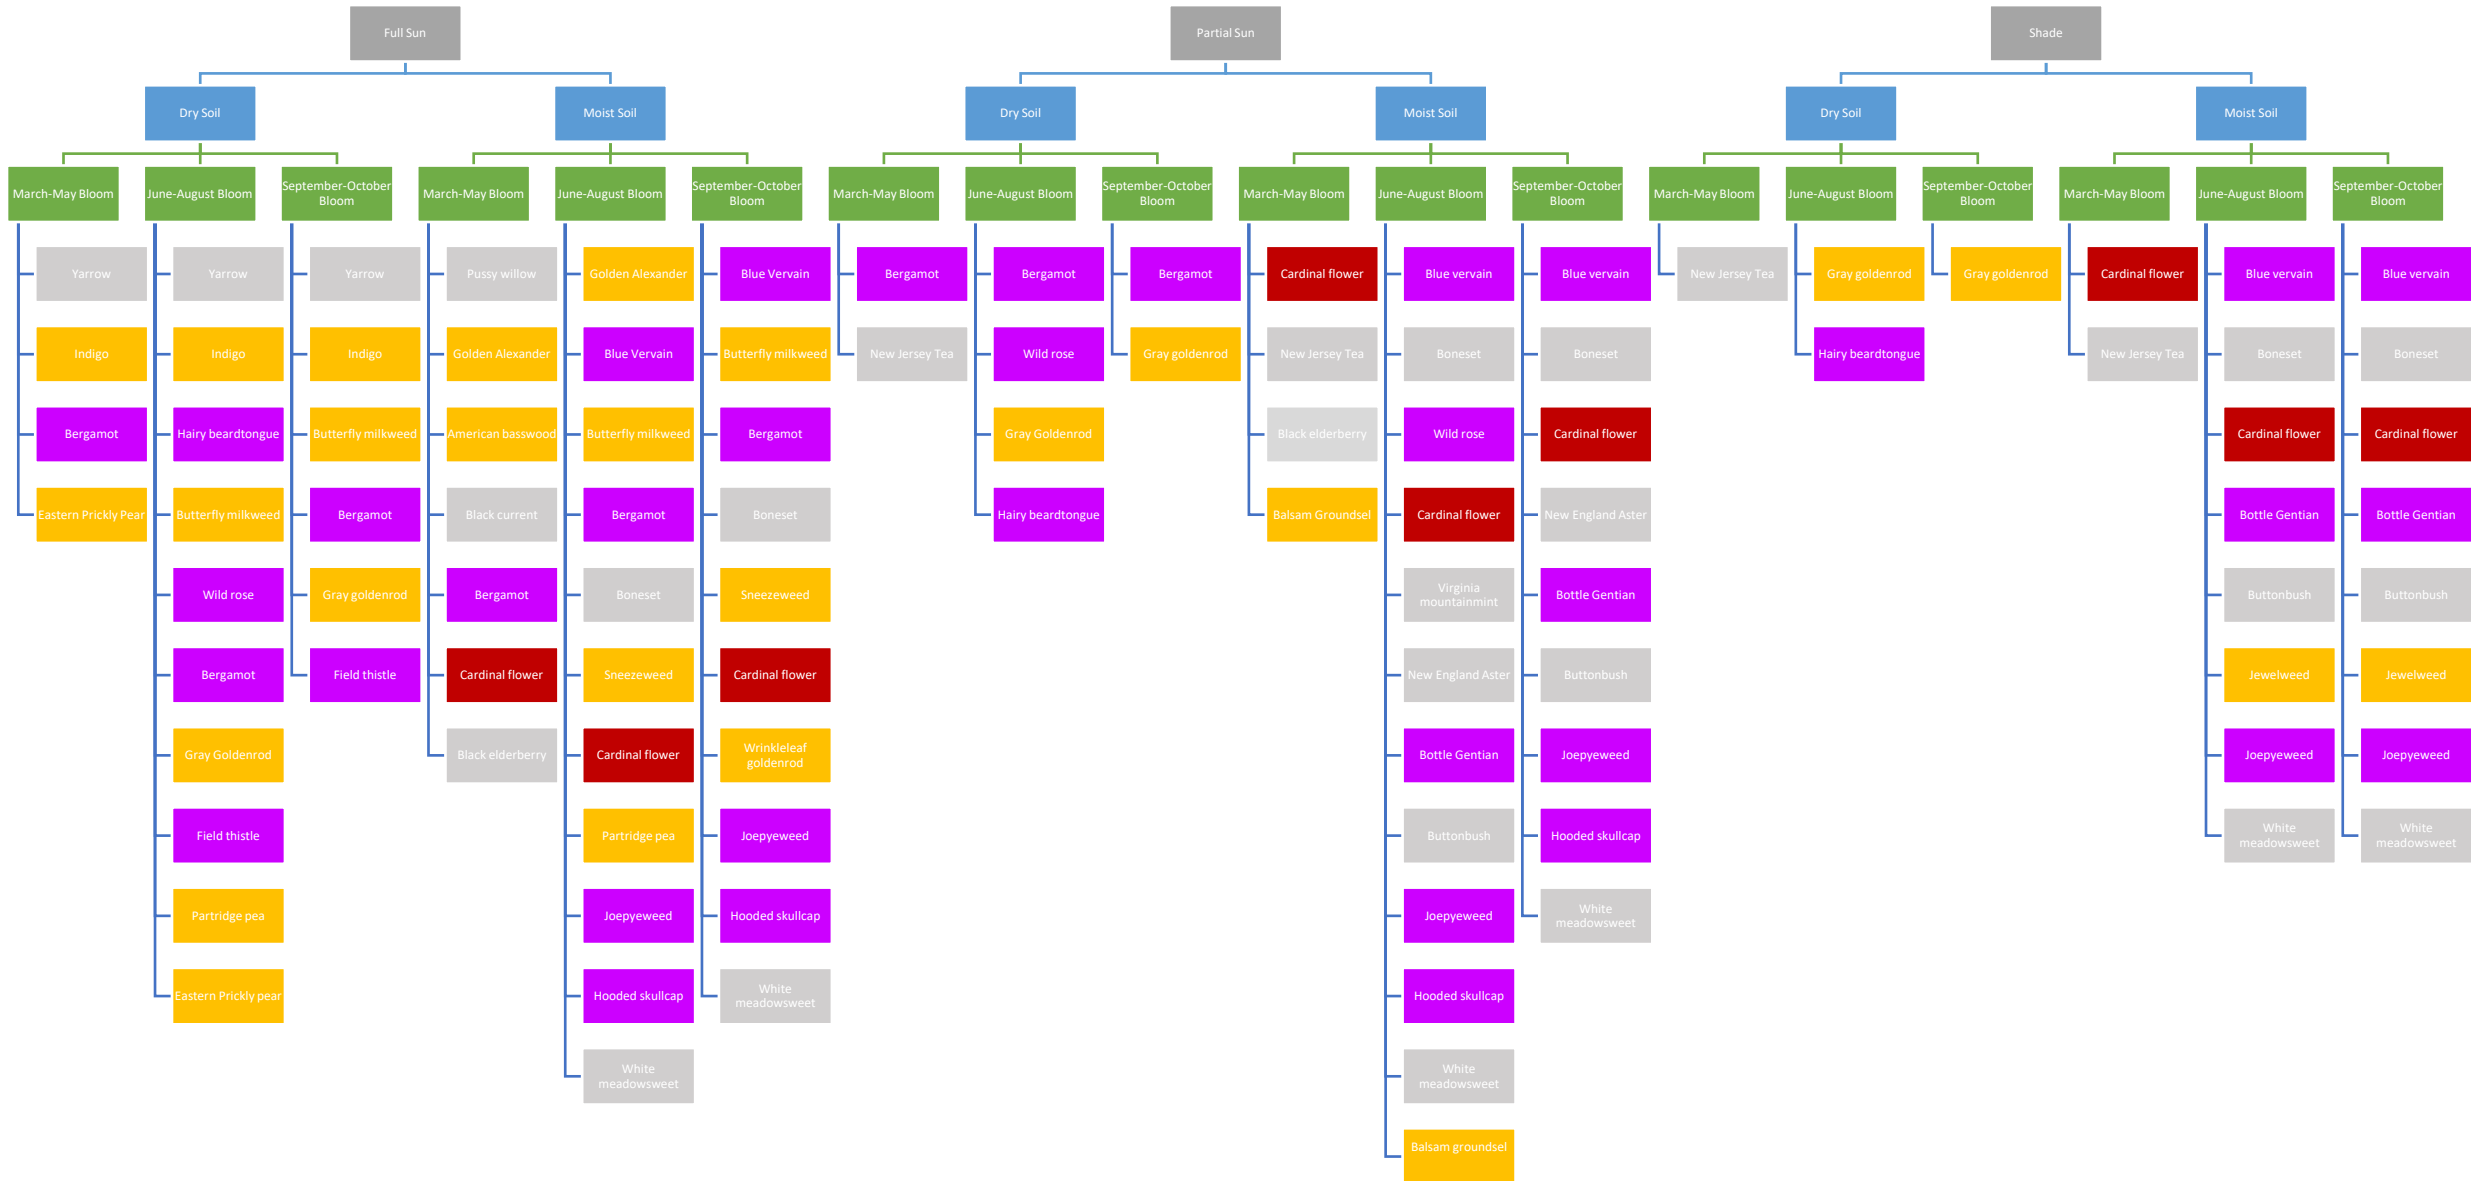 Full Sun
Partial Sun
Shade
Dry Soil
Moist Soil
Dry Soil
Moist Soil
Dry Soil
Moist Soil
March-May Bloom
June-August Bloom
September-October
Bloom
March-May Bloom
June-August Bloom
September-October
Bloom
March-May Bloom
June-August Bloom
September-October
Bloom
March-May Bloom
June-August Bloom
September-October
Bloom
March-May Bloom
June-August Bloom
September-October
Bloom
March-May Bloom
June-August Bloom
September-October
Bloom
Yarrow
Indigo
Bergamot
Eastern Prickly Pear
Yarrow
Indigo
Hairy beardtongue
Butterfly milkweed
Wild rose
Bergamot
Gray Goldenrod
Field thistle
Partridge pea
Eastern Prickly pear
Yarrow
Indigo
Butterfly milkweed
Bergamot
Gray goldenrod
Field thistle
Pussy willow
Golden Alexander
American basswood
Black current
Bergamot
Cardinal flower
Black elderberry
Golden Alexander
Blue Vervain
Butterfly milkweed
Bergamot
Boneset
Sneezeweed
Cardinal flower
Partridge pea
Joepyeweed
Hooded skullcap
White
meadowsweet
Blue Vervain
Butterfly milkweed
Bergamot
Boneset
Sneezeweed
Cardinal flower
Wrinkleleaf
goldenrod
Joepyeweed
Hooded skullcap
White
meadowsweet
Bergamot
New Jersey Tea
Bergamot
Wild rose
Gray Goldenrod
Hairy beardtongue
Bergamot
Gray goldenrod
Cardinal flower
New Jersey Tea
Black elderberry
Balsam Groundsel
Blue vervain
Boneset
Wild rose
Cardinal flower
Virginia
mountainmint
New England Aster
Bottle Gentian
Buttonbush
Joepyeweed
Hooded skullcap
White
meadowsweet
Balsam groundsel
Blue vervain
Boneset
Cardinal flower
New England Aster
Bottle Gentian
Buttonbush
Joepyeweed
Hooded skullcap
White
meadowsweet
New Jersey Tea
Gray goldenrod
Hairy beardtongue
Gray goldenrod
Cardinal flower
New Jersey Tea
Blue vervain
Boneset
Cardinal flower
Bottle Gentian
Buttonbush
Jewelweed
Joepyeweed
White
meadowsweet
Blue vervain
Boneset
Cardinal flower
Bottle Gentian
Buttonbush
Jewelweed
Joepyeweed
White
meadowsweet